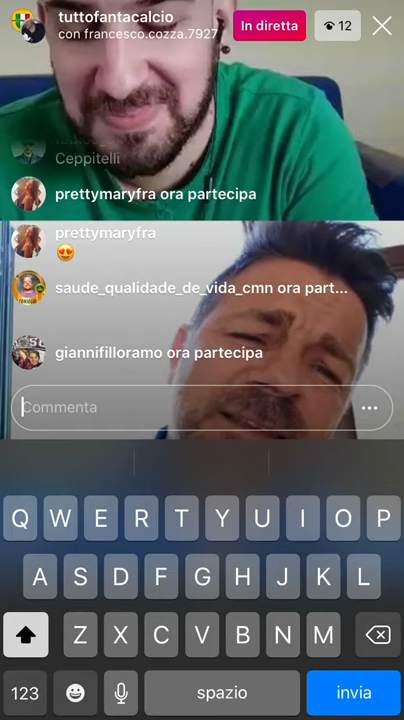 tuttofantacalcio
con francesco.cozza.7927
In diretta
12
Ceppitelli
prettymaryfra ora partecipa
prettymaryfra
😍
saude_qualidade_de_vida_cmn ora part...
giannifilloramo ora partecipa
Commenta
Q W E R T Y U I O P
A S D F G H J K L
Z X C V B N M
123 spazio invia